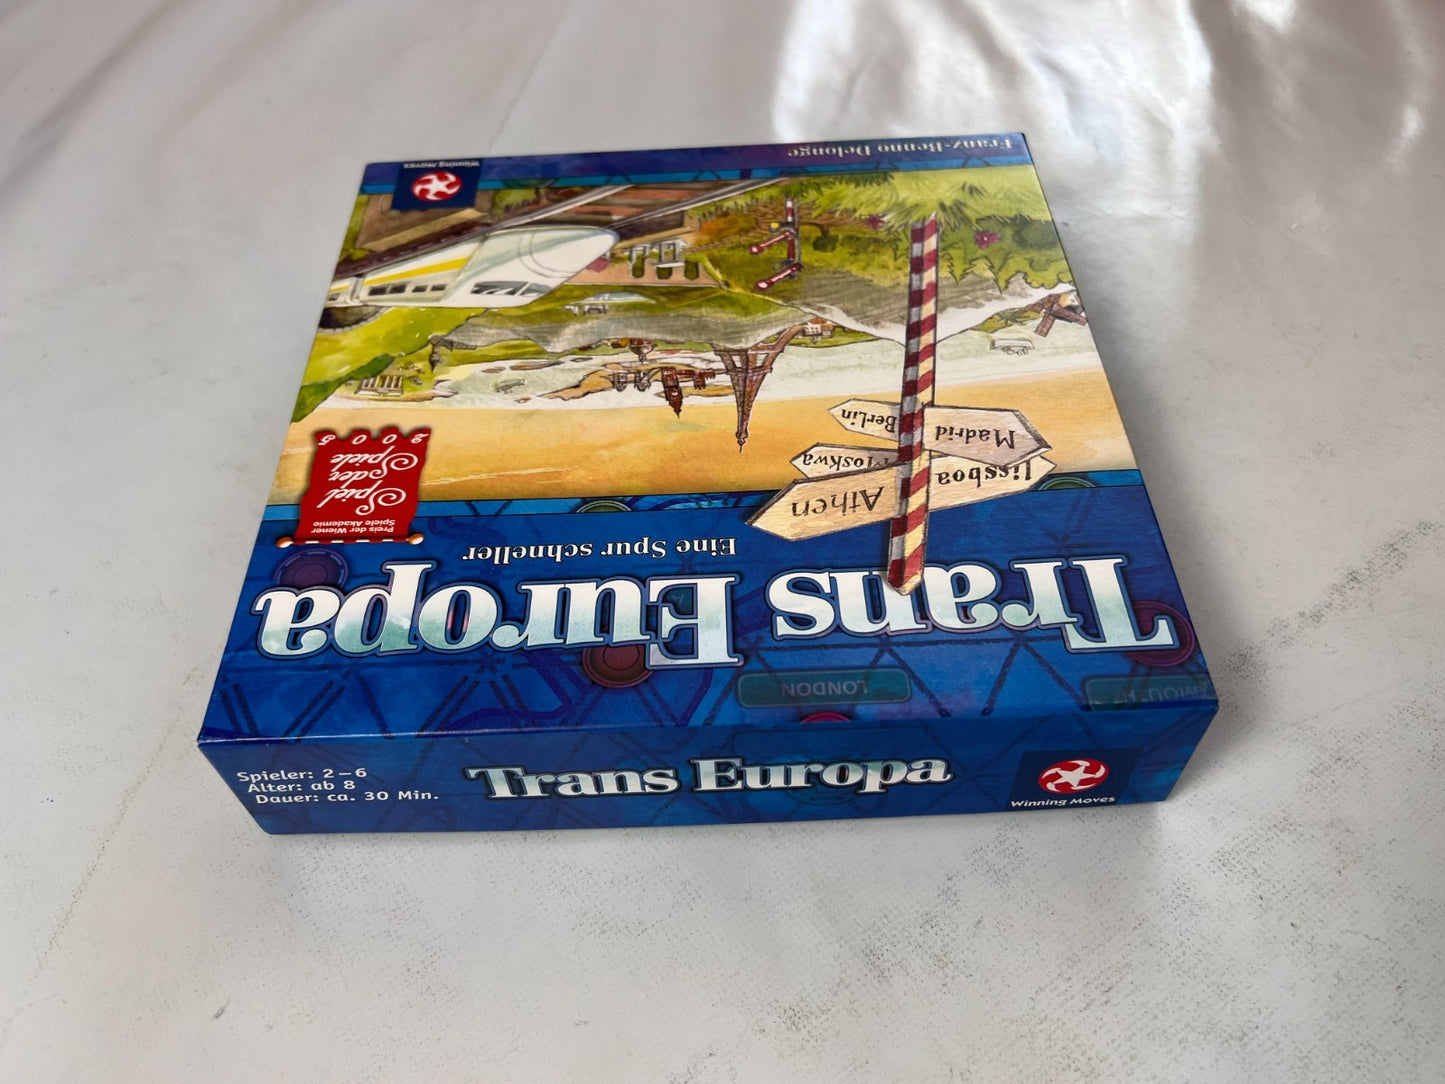 LONDON
Trans Europa
Eine Spur schneller
Athen
Lissboa
Moskwa
Madrid
Berlin
Preis der Wiener
Spiele Akademie
Spiel
der
Spiele
2005
Franz-Benno Delonge
Winning Moves
Spieler: 2–6
Alter: ab 8
Dauer: ca. 30 Min.
Trans Europa
Winning Moves